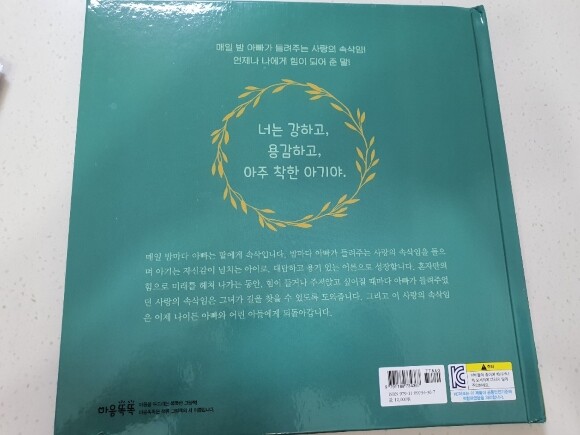 매일 밤 아빠가 들려주는 사랑의 속삭임!
언제나 나에게 힘이 되어 준 말!
너는 강하고,
용감하고,
아주 착한 아기야.
매일 밤마다 아빠는 딸에게 속삭입니다. 밤마다 아빠가 들려주는 사랑의 속삭임을 들으
며 아기는 자신감이 넘치는 아이로, 대담하고 용기 있는 어른으로 성장합니다. 혼자만의
힘으로 미래를 헤쳐 나가는 동안, 힘이 들거나 주저앉고 싶어질 때마다 아빠가 들려주었
던 사랑의 속삭임은 그녀가 길을 찾을 수 있도록 도와줍니다. 그리고 이 사랑의 속삭임
은 이제 나이든 아빠와 어린 아들에게 되돌아갑니다.
마음똑똑
77650